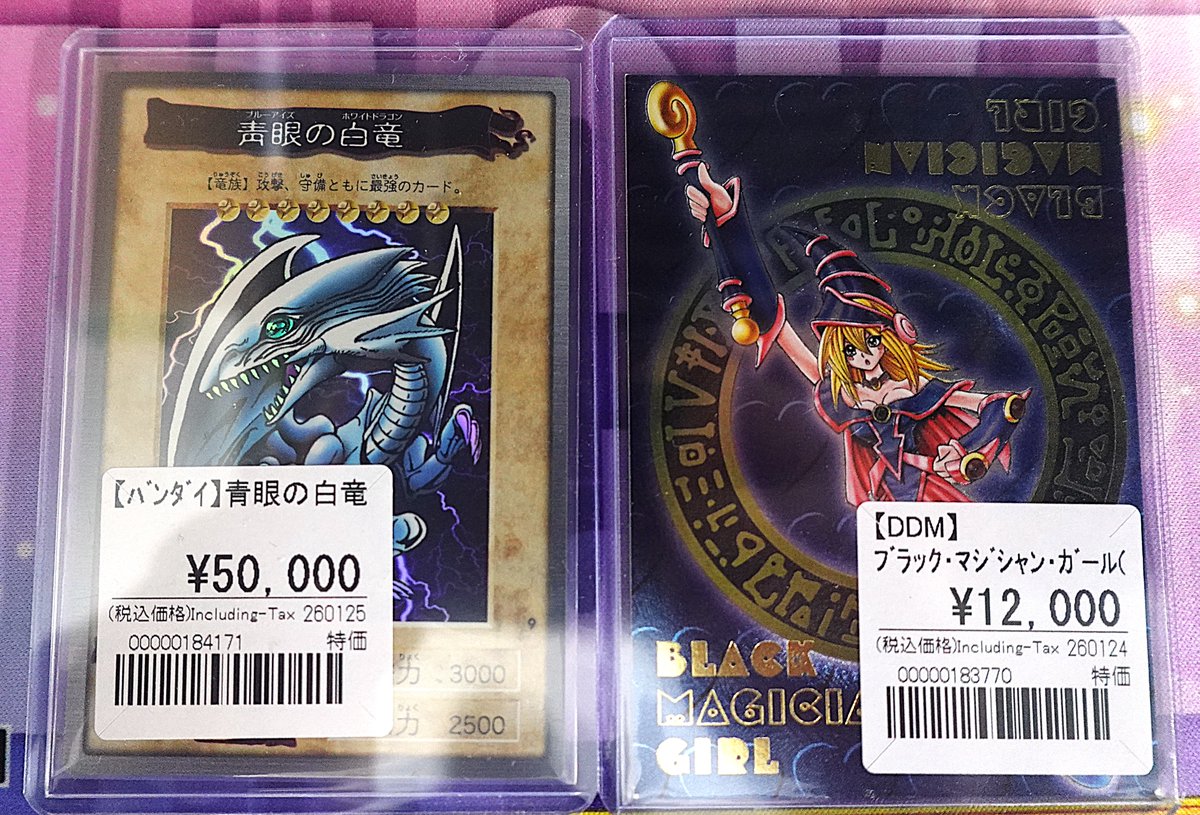 ブルーアイズ ホワイトドラゴン
青眼の白竜
【竜族】攻撃、守備ともに最強のカード。
【バンダイ】青眼の白竜
¥50,000
(税込価格)Including-Tax 260125
00000184171 特価
力 3000
力 2500
9
GIRL
MAGICIAN
BLACK
【DDM】
ブラック・マジシャン・ガール(
¥12,000
(税込価格)Including-Tax 260124
00000183770 特価
BLACK
MAGICIA
GIRL